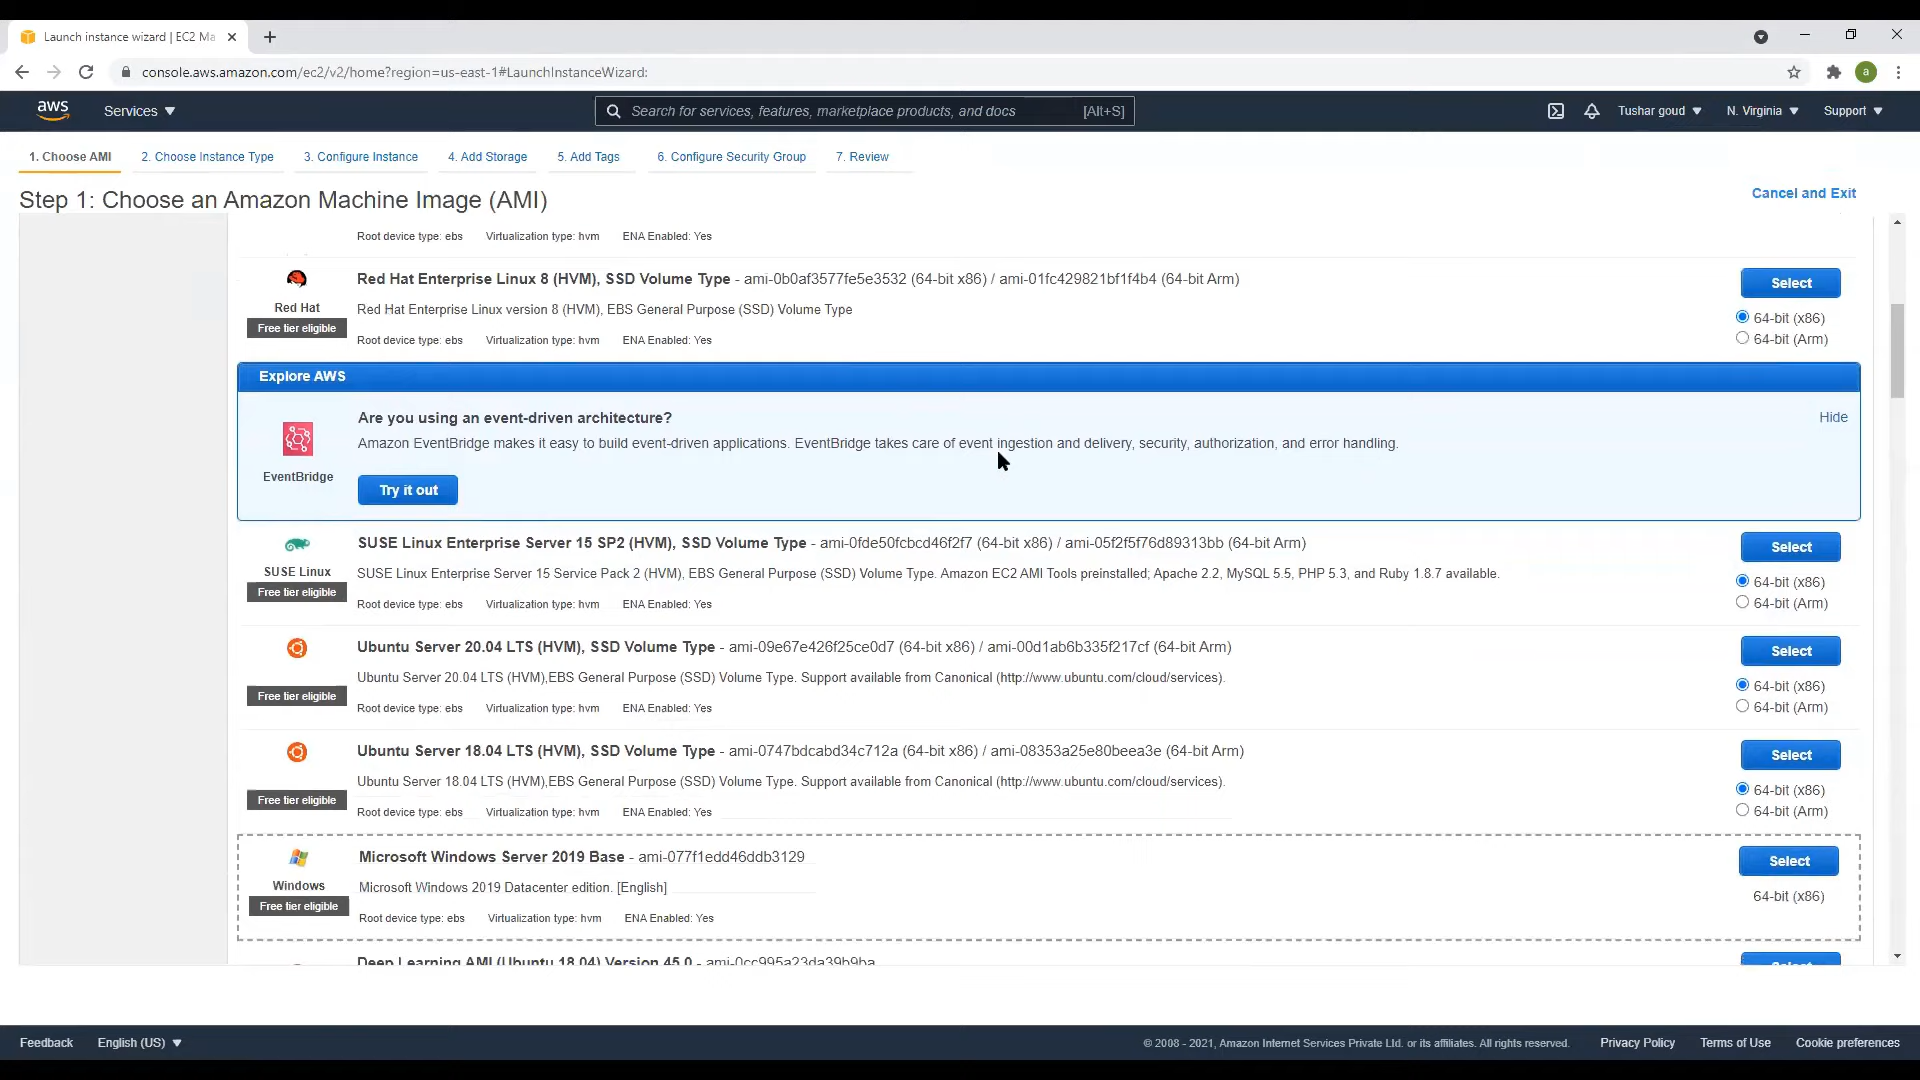 Launch instance wizard | EC2 Ma
console.aws.amazon.com/ec2/v2/home?region=us-east-1#LaunchInstanceWizard:
a
aws Services Search for services, features, marketplace products, and docs [Alt+S] Tushar goud N. Virginia Support
1. Choose AMI 2. Choose Instance Type 3. Configure Instance 4. Add Storage 5. Add Tags 6. Configure Security Group 7. Review
Step 1: Choose an Amazon Machine Image (AMI)
Cancel and Exit
Root device type: ebs Virtualization type: hvm ENA Enabled: Yes
Red Hat Enterprise Linux 8 (HVM), SSD Volume Type - ami-0b0af3577fe5e3532 (64-bit x86) / ami-01fc429821bf1f4b4 (64-bit Arm)
Select
Red Hat
Red Hat Enterprise Linux version 8 (HVM), EBS General Purpose (SSD) Volume Type
64-bit (x86)
Free tier eligible
Root device type: ebs Virtualization type: hvm ENA Enabled: Yes
64-bit (Arm)
Explore AWS
Are you using an event-driven architecture?
Hide
Amazon EventBridge makes it easy to build event-driven applications. EventBridge takes care of event ingestion and delivery, security, authorization, and error handling.
EventBridge
Try it out
SUSE Linux Enterprise Server 15 SP2 (HVM), SSD Volume Type - ami-0fde50fcbcd46f2f7 (64-bit x86) / ami-05f2f5f76d89313bb (64-bit Arm)
Select
SUSE Linux
SUSE Linux Enterprise Server 15 Service Pack 2 (HVM), EBS General Purpose (SSD) Volume Type. Amazon EC2 AMI Tools preinstalled; Apache 2.2, MySQL 5.5, PHP 5.3, and Ruby 1.8.7 available.
64-bit (x86)
Free tier eligible
Root device type: ebs Virtualization type: hvm ENA Enabled: Yes
64-bit (Arm)
Ubuntu Server 20.04 LTS (HVM), SSD Volume Type - ami-09e67e426f25ce0d7 (64-bit x86) / ami-00d1ab6b335f217cf (64-bit Arm)
Select
Ubuntu Server 20.04 LTS (HVM),EBS General Purpose (SSD) Volume Type. Support available from Canonical (http://www.ubuntu.com/cloud/services).
64-bit (x86)
Free tier eligible
Root device type: ebs Virtualization type: hvm ENA Enabled: Yes
64-bit (Arm)
Ubuntu Server 18.04 LTS (HVM), SSD Volume Type - ami-0747bdcabd34c712a (64-bit x86) / ami-08353a25e80beea3e (64-bit Arm)
Select
Ubuntu Server 18.04 LTS (HVM),EBS General Purpose (SSD) Volume Type. Support available from Canonical (http://www.ubuntu.com/cloud/services).
64-bit (x86)
Free tier eligible
Root device type: ebs Virtualization type: hvm ENA Enabled: Yes
64-bit (Arm)
Microsoft Windows Server 2019 Base - ami-077f1edd46ddb3129
Select
Windows
Microsoft Windows 2019 Datacenter edition. [English]
64-bit (x86)
Free tier eligible
Root device type: ebs Virtualization type: hvm ENA Enabled: Yes
Deep Learning AMI (Ubuntu 18.04) Version 45.0 - ami-0cc995a23da39b9ba
Select
Feedback English (US) © 2008 - 2021, Amazon Internet Services Private Ltd. or its affiliates. All rights reserved. Privacy Policy Terms of Use Cookie preferences